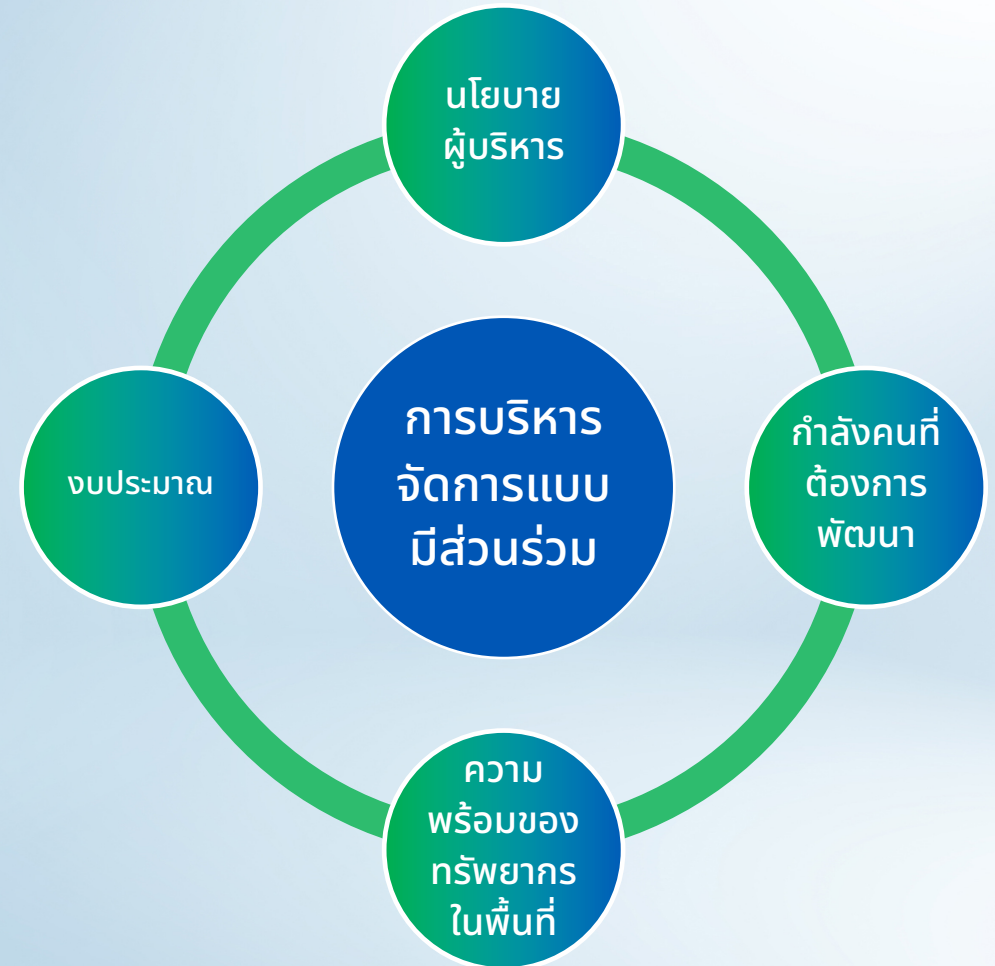 นโยบาย
ผู้บริหาร
การบริหาร
จัดการแบบ
มีส่วนร่วม
กำลังคนที่
ต้องการ
พัฒนา
งบประมาณ
ความ
พร้อมของ
ทรัพยากร
ในพื้นที่